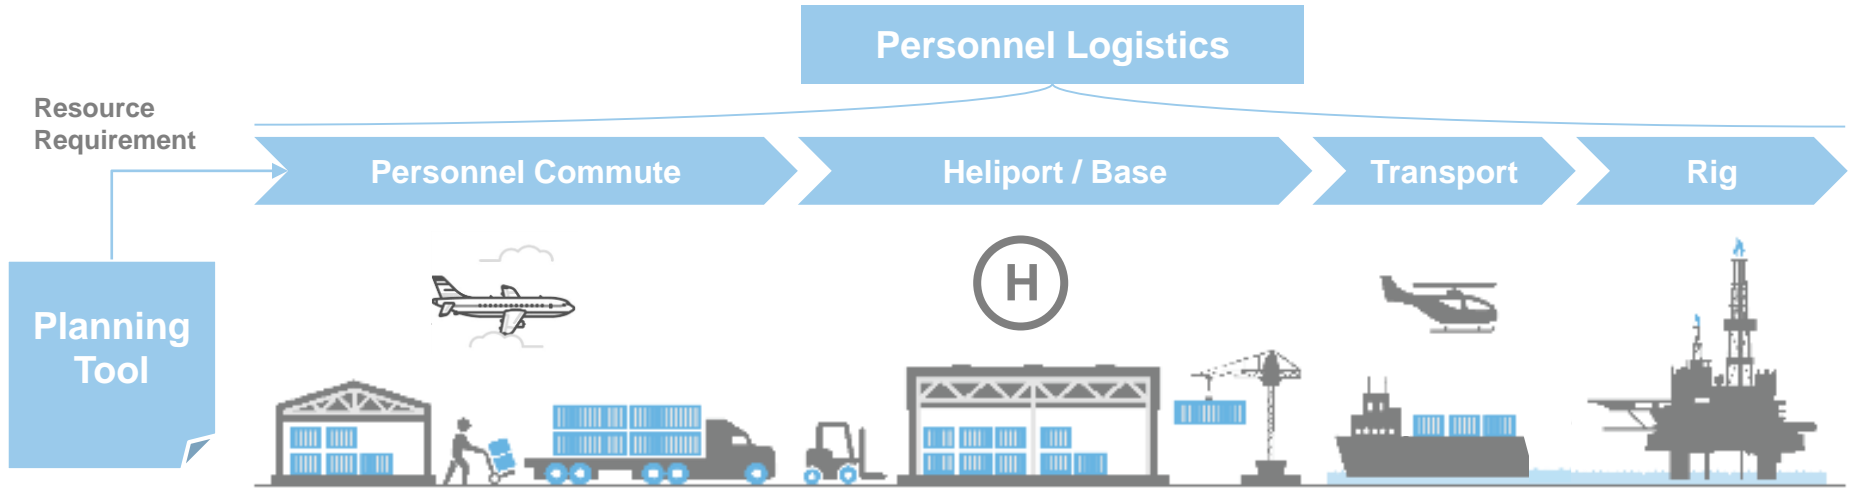 Personnel Logistics
Resource
Requirement
Personnel Commute
Heliport / Base
Transport
Rig
H
Planning
Tool